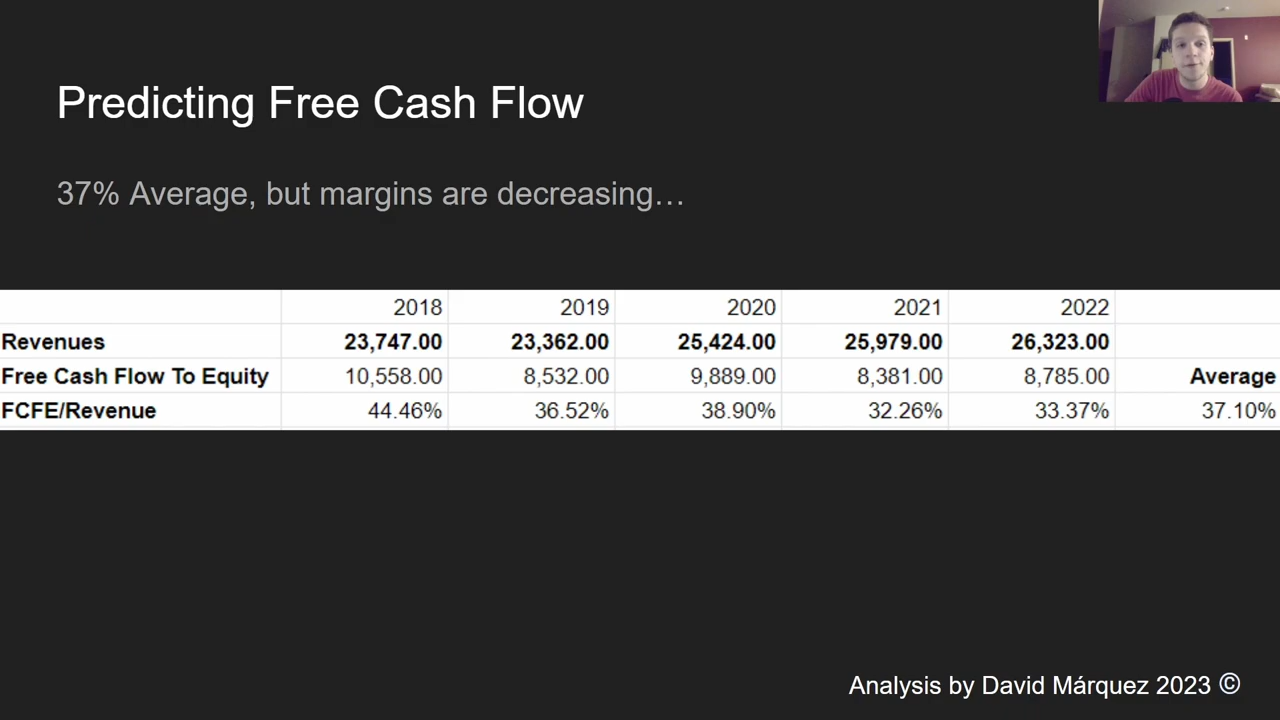 Predicting Free Cash Flow
37% Average, but margins are decreasing…
2018 2019 2020 2021 2022
Revenues 23,747.00 23,362.00 25,424.00 25,979.00 26,323.00
Free Cash Flow To Equity 10,558.00 8,532.00 9,889.00 8,381.00 8,785.00 Average
FCFE/Revenue 44.46% 36.52% 38.90% 32.26% 33.37% 37.10%
Analysis by David Márquez 2023 ©